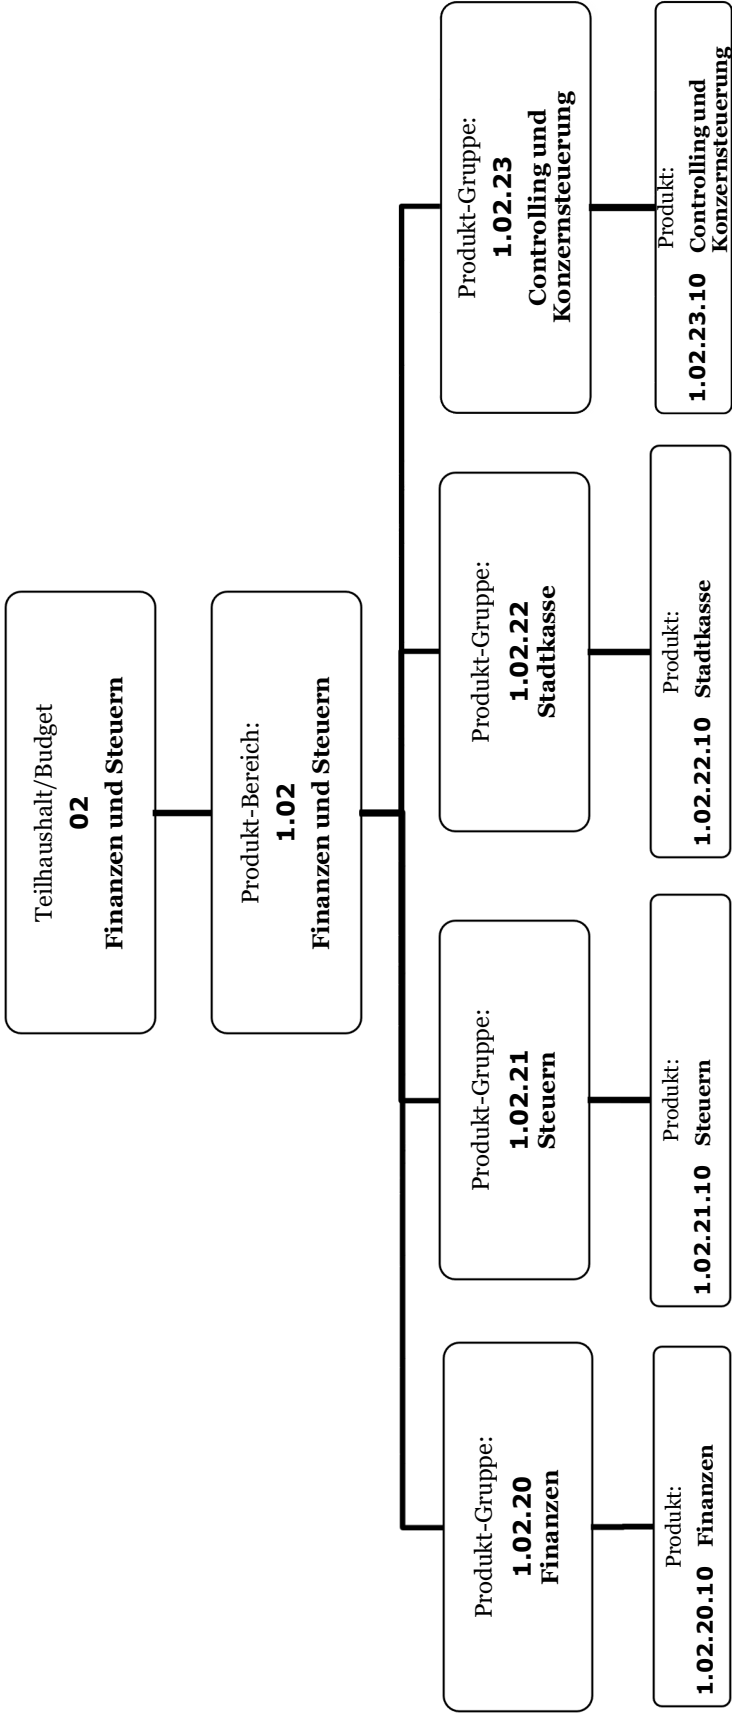 Teilhaushalt/Budget
02
Finanzen und Steuern
Produkt-Bereich:
1.02
Finanzen und Steuern
Produkt-Gruppe:
1.02.20
Finanzen
Produkt-Gruppe:
1.02.21
Steuern
Produkt-Gruppe:
1.02.22
Stadtkasse
Produkt-Gruppe:
1.02.23
Controlling und
Konzernsteuerung
Produkt:
1.02.20.10 Finanzen
Produkt:
1.02.21.10 Steuern
Produkt:
1.02.22.10 Stadtkasse
Produkt:
1.02.23.10 Controlling und
Konzernsteuerung